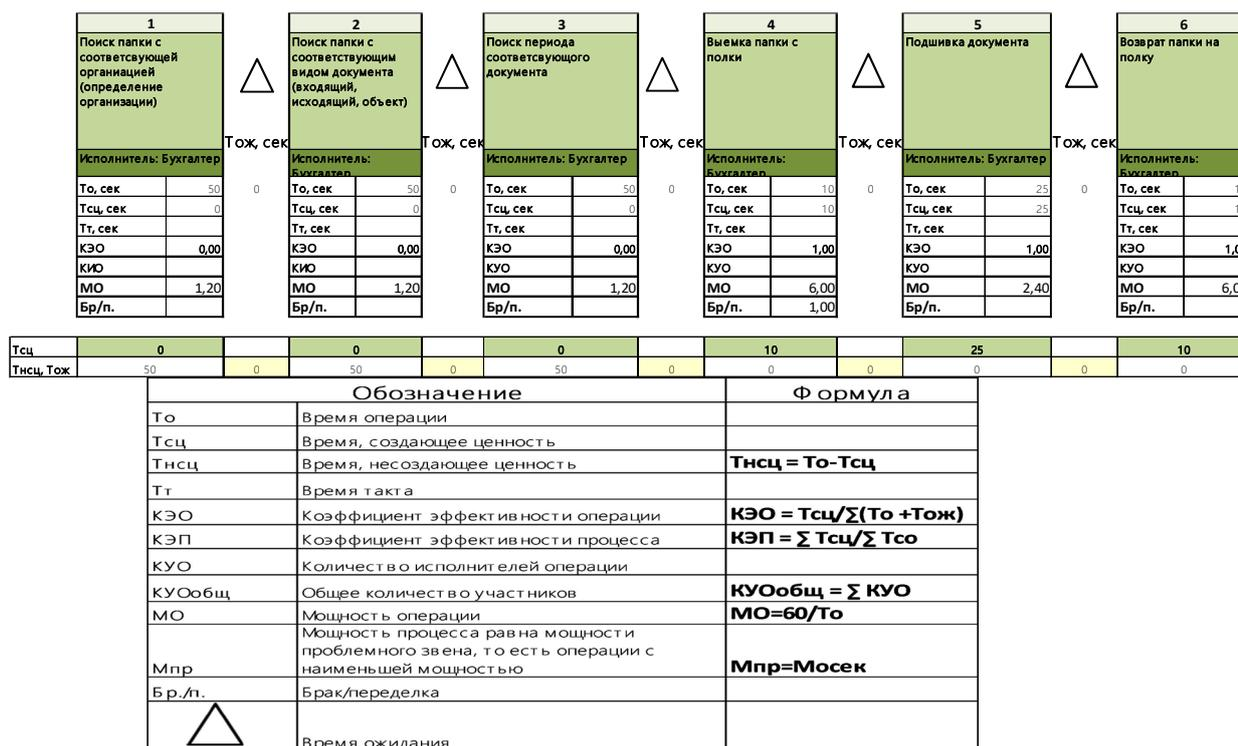 1 2 3 4 5 6
Поиск папки с
соответсвующей
органиацией
(определение
организации)
Поиск папки с
соответствующим
видом документа
(входящий,
исходящий, объект)
Поиск периода
соответсвующого
документа
Выемка папки с
полки
Подшивка документа
Возврат папки на
полку
Тож, сек Тож, сек Тож, сек Тож, сек Тож, сек
Исполнитель: Бухгалтер Исполнитель: Бухгалтер Исполнитель: Бухгалтер Исполнитель: Бухгалтер Исполнитель: Бухгалтер Исполнитель:
То, сек 50 0 То, сек 50 0 То, сек 50 0 То, сек 10 0 То, сек 25 0 То, сек
Тсц, сек 0 Тсц, сек 0 Тсц, сек 0 Тсц, сек 10 Тсц, сек 25 Тсц, сек
Тт, сек Тт, сек Тт, сек Тт, сек Тт, сек Тт, сек
КЭО 0,00 КЭО 0,00 КЭО 0,00 КЭО 1,00 КЭО 1,00 КЭО
КИО КИО КУО КУО КУО КУО
МО 1,20 МО 1,20 МО 1,20 МО 6,00 МО 2,40 МО
Бр/п. Бр/п. Бр/п. Бр/п. 1,00 Бр/п. Бр/п.
Тсц 0 0 0 10 25 10
Тнсц, Тож 50 0 50 0 50 0 0 0 0 0 0
Обозначение Формула
То Время операции
Тсц Время, создающее ценность
Тнсц Время, несоздающее ценность Тнсц = То-Тсц
Тт Время такта
КЭО Коэффициент эффективности операции КЭО = Тсц/∑(То +Тож)
КЭП Коэффициент эффективности процесса КЭП = ∑ Тсц/∑ Тсо
КУО Количество исполнителей операции
КУОобщ Общее количество участников КУОобщ = ∑ КУО
МО Мощность операции МО=60/То
Мощность процесса равна мощности
проблемного звена, то есть операции с
Мпр наименьшей мощностью Мпр=Мосек
Бр./п. Брак/переделка
Время ожидания